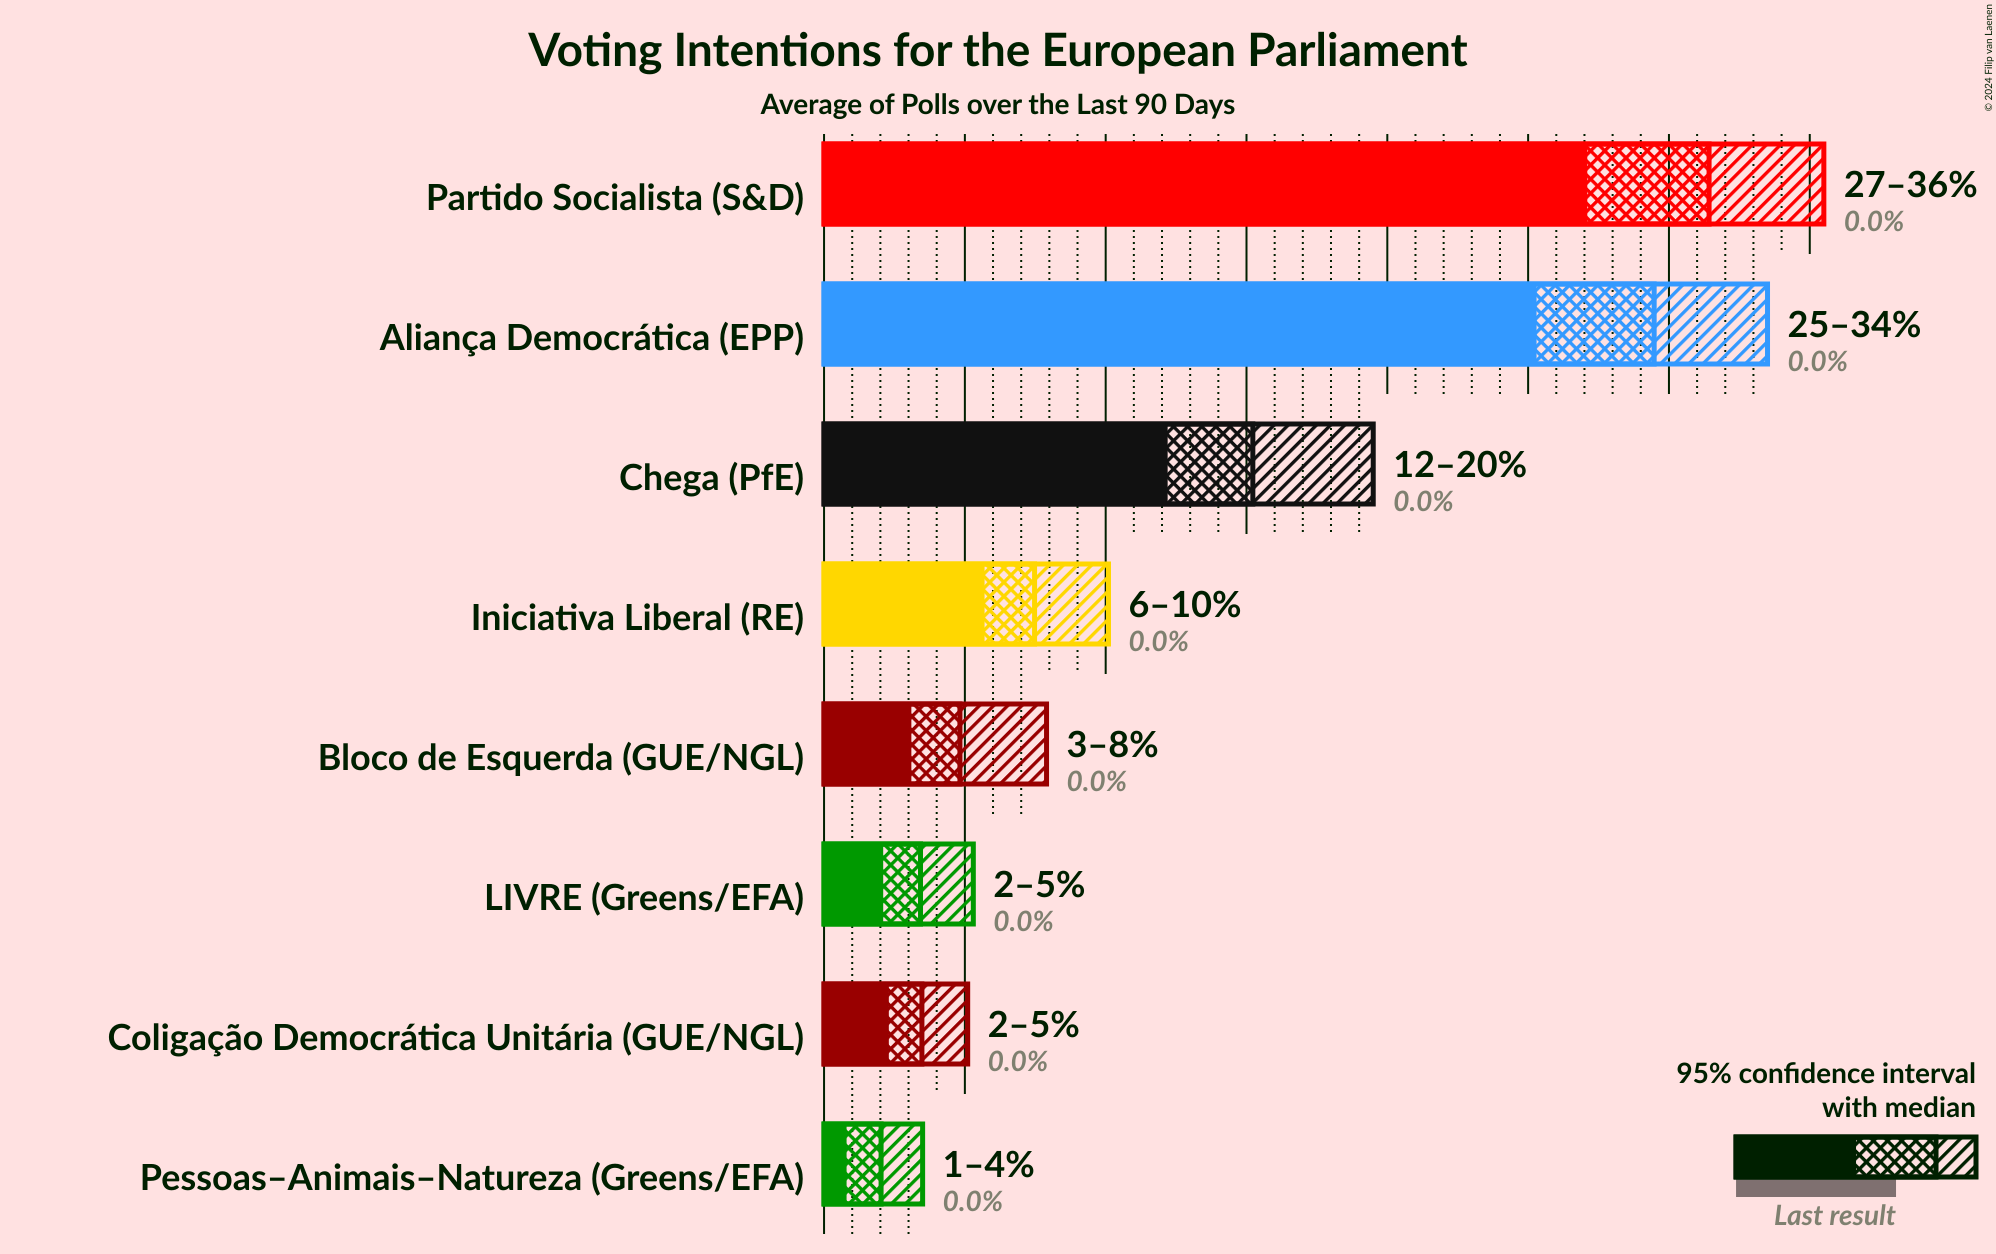 © 2024 Filip van Laenen
Voting Intentions for the European Parliament
Average of Polls over the Last 90 Days
Partido Socialista (S&D)
27–36%
0.0%
Aliança Democrática (EPP)
25–34%
0.0%
Chega (PfE)
12–20%
0.0%
Iniciativa Liberal (RE)
6–10%
0.0%
Bloco de Esquerda (GUE/NGL)
3–8%
0.0%
LIVRE (Greens/EFA)
2–5%
0.0%
Coligação Democrática Unitária (GUE/NGL)
2–5%
0.0%
Pessoas–Animais–Natureza (Greens/EFA)
1–4%
0.0%
95% confidence interval
with median
Last result